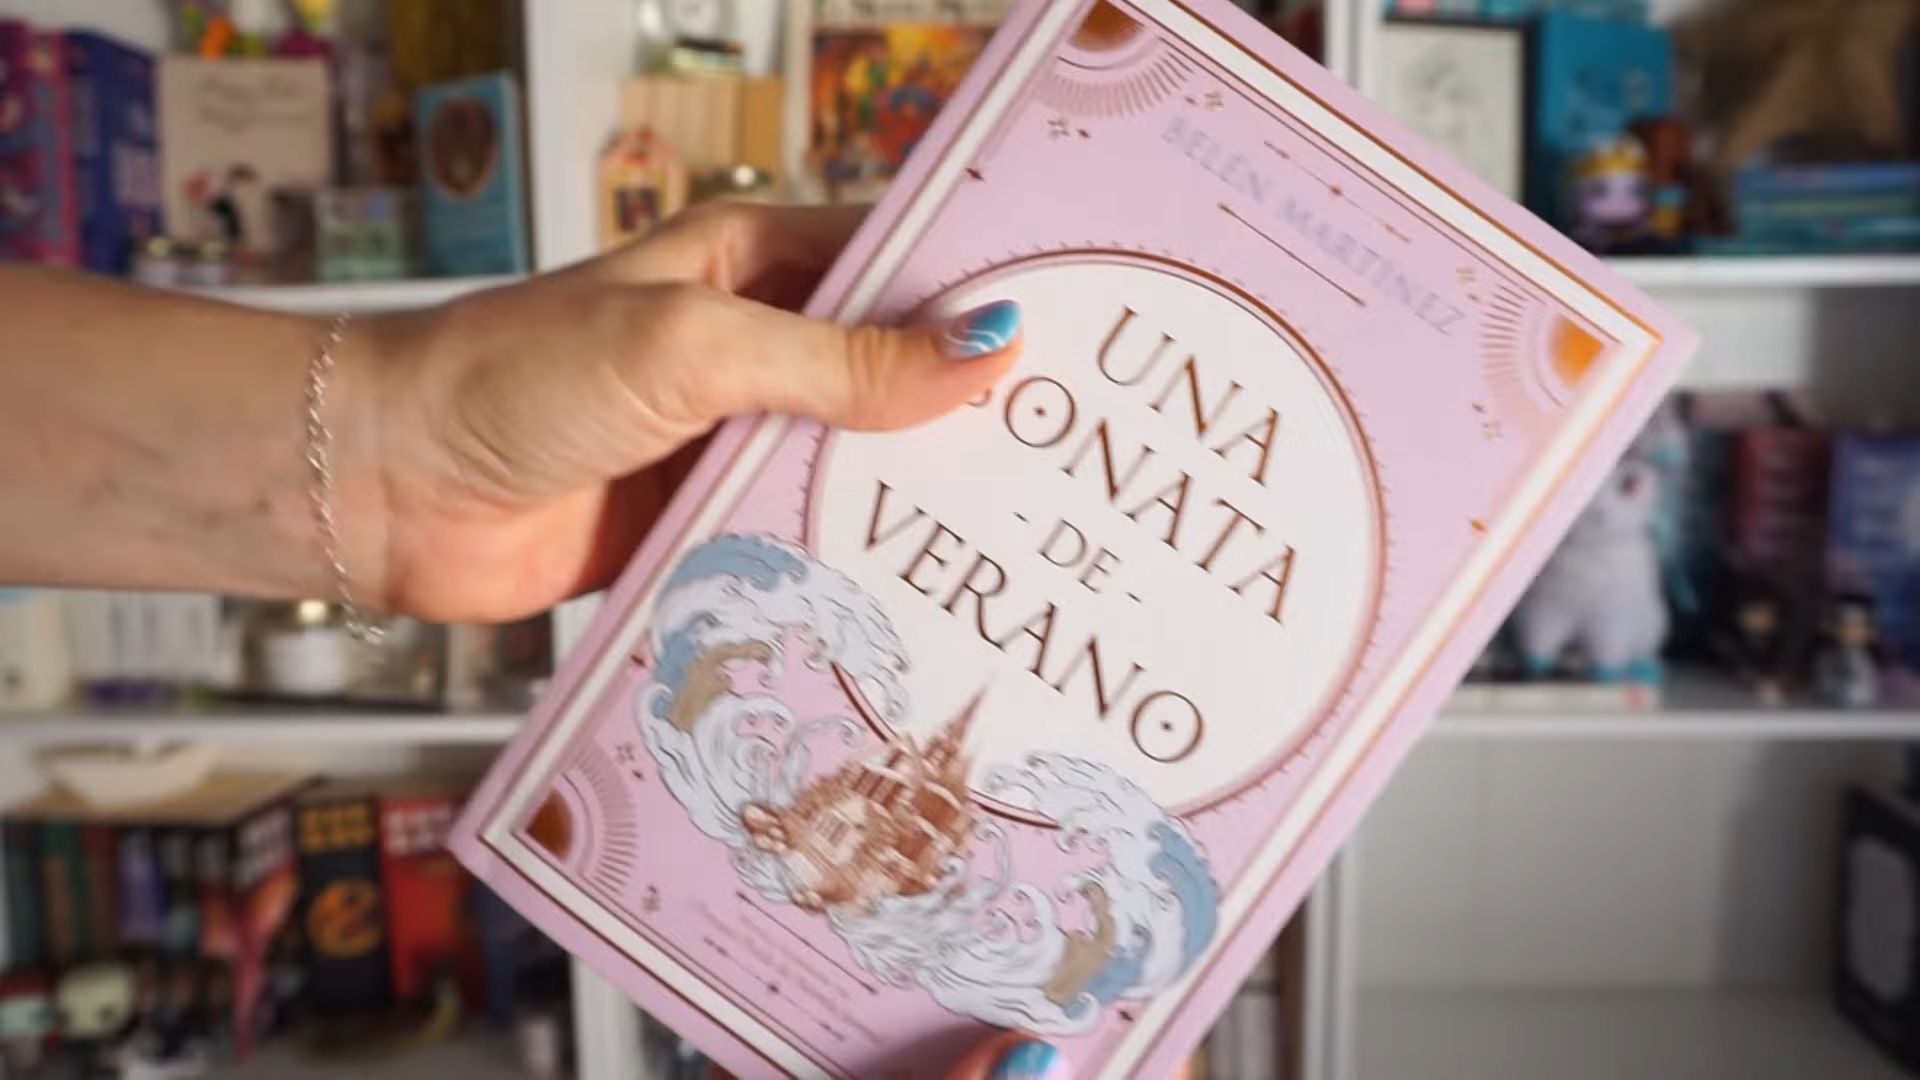 BELÉN MARTÍNEZ
UNA
SONATA
- DE -
VERANO